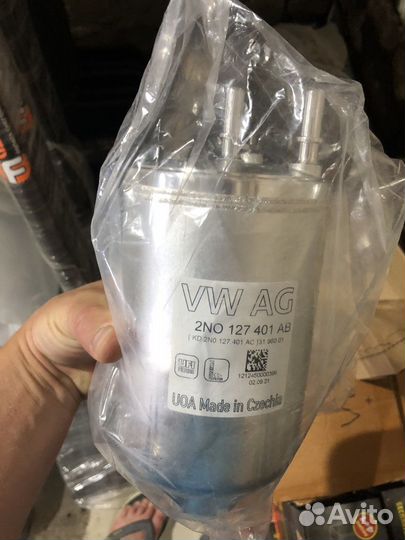 VW AG
2N0 127 401 AB
( KD 2N0 127 401 AC )31 960 01
UFI
02.09.21
UOA Made in Czechia
Avito